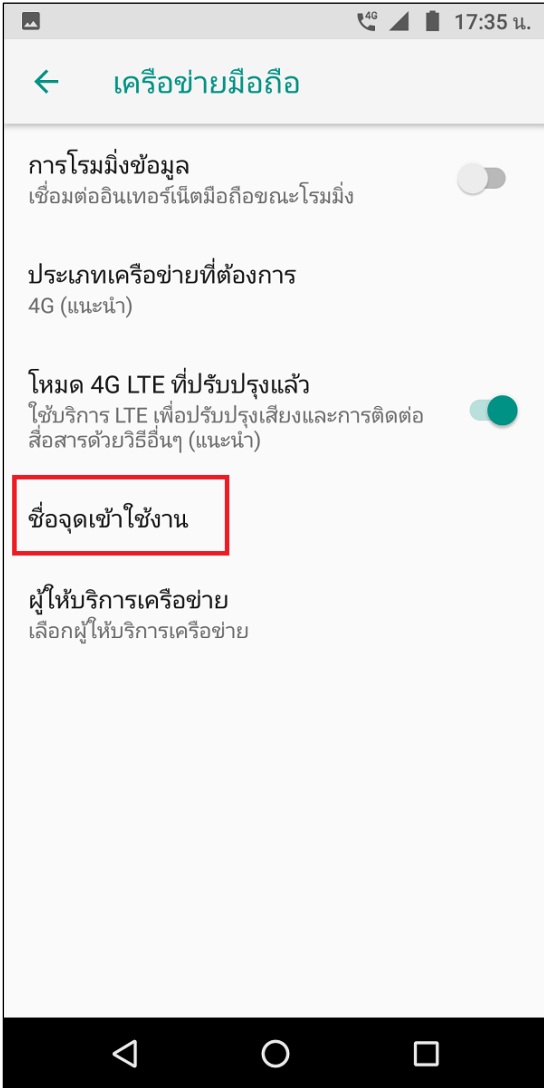 4G 17:35 น.
เครือข่ายมือถือ
การโรมมิ่งข้อมูล
เชื่อมต่ออินเทอร์เน็ตมือถือขณะโรมมิ่ง
ประเภทเครือข่ายที่ต้องการ
4G (แนะนำ)
โหมด 4G LTE ที่ปรับปรุงแล้ว
ใช้บริการ LTE เพื่อปรับปรุงเสียงและการติดต่อ
สื่อสารด้วยวิธีอื่นๆ (แนะนำ)
ชื่อจุดเข้าใช้งาน
ผู้ให้บริการเครือข่าย
เลือกผู้ให้บริการเครือข่าย